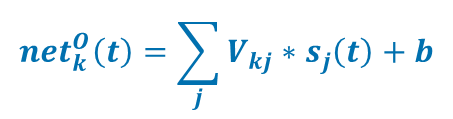 net_k^O(t) = ∑_j V_kj * s_j(t) + b